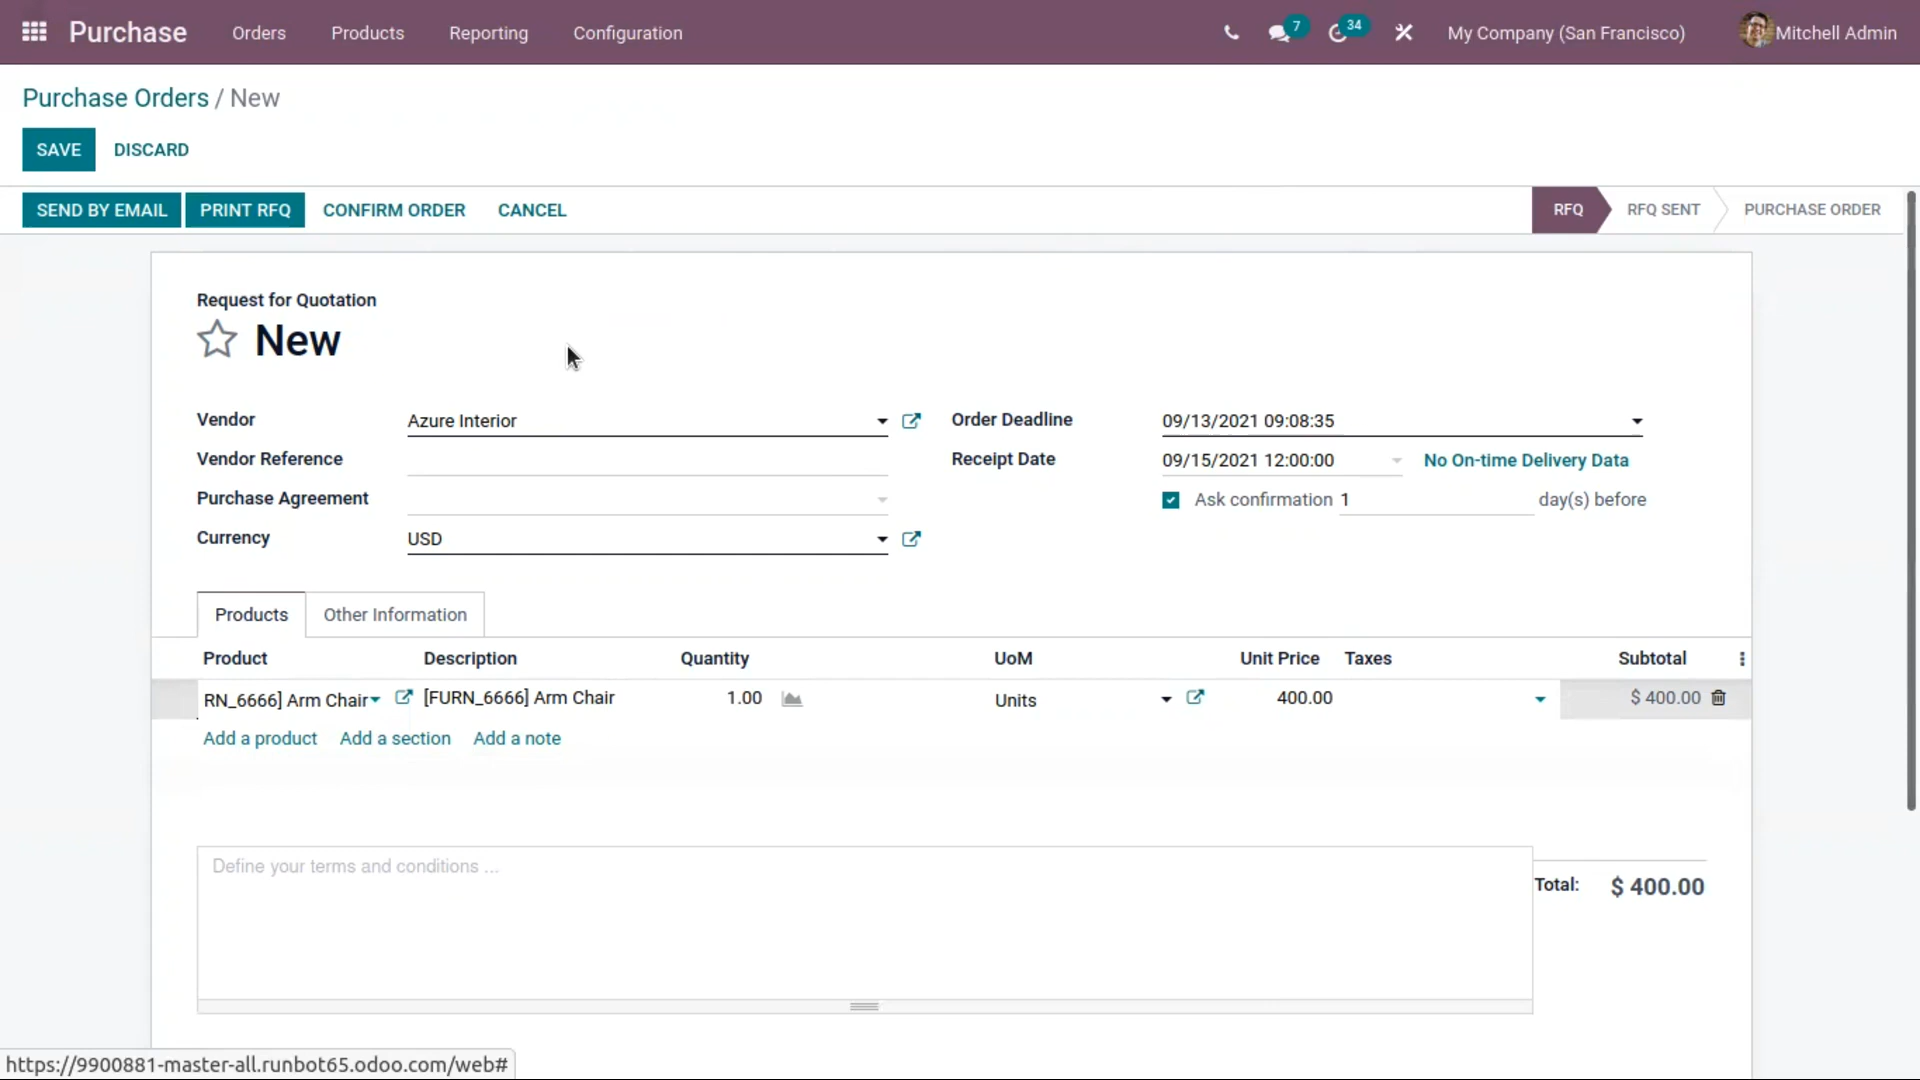 Purchase Orders Products Reporting Configuration 7 34 My Company (San Francisco) Mitchell Admin
Purchase Orders / New
SAVE DISCARD
SEND BY EMAIL PRINT RFQ CONFIRM ORDER CANCEL RFQ RFQ SENT PURCHASE ORDER
Request for Quotation
New
Vendor Azure Interior Order Deadline 09/13/2021 09:08:35
Vendor Reference Receipt Date 09/15/2021 12:00:00 No On-time Delivery Data
Purchase Agreement Ask confirmation 1 day(s) before
Currency USD
Products Other Information
Product Description Quantity UoM Unit Price Taxes Subtotal
RN_6666] Arm Chair [FURN_6666] Arm Chair 1.00 Units 400.00 $ 400.00
Add a product Add a section Add a note
Define your terms and conditions ...
Total: $ 400.00
https://9900881-master-all.runbot65.odoo.com/web#